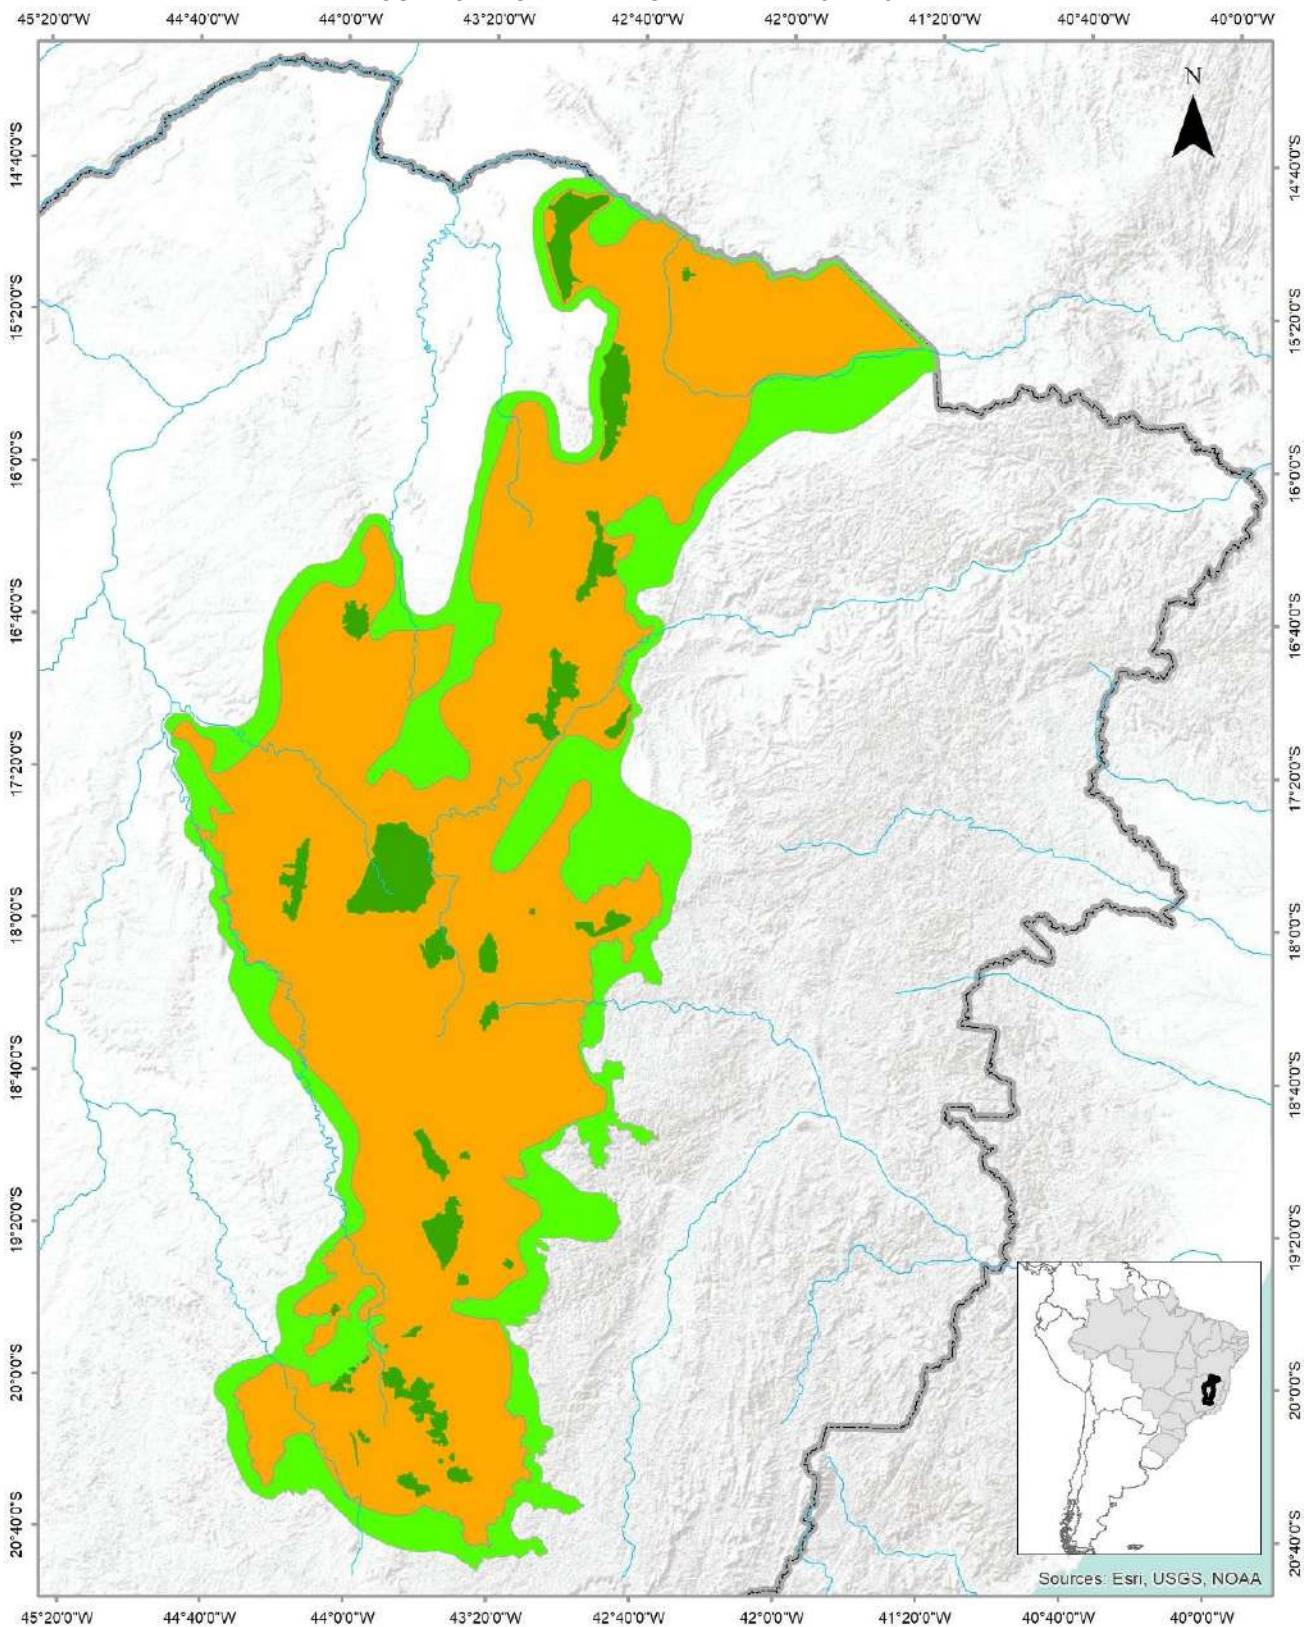 45°20'0"W 44°40'0"W 44°0'0"W 43°20'0"W 42°40'0"W 42°0'0"W 41°20'0"W 40°40'0"W 40°0'0"W
N
14°40'0"S 14°40'0"S
15°20'0"S 15°20'0"S
16°0'0"S 16°0'0"S
16°40'0"S 16°40'0"S
17°20'0"S 17°20'0"S
18°0'0"S 18°0'0"S
18°40'0"S 18°40'0"S
19°20'0"S 19°20'0"S
20°0'0"S 20°0'0"S
20°40'0"S 20°40'0"S
Sources: Esri, USGS, NOAA
45°20'0"W 44°40'0"W 44°0'0"W 43°20'0"W 42°40'0"W 42°0'0"W 41°20'0"W 40°40'0"W 40°0'0"W